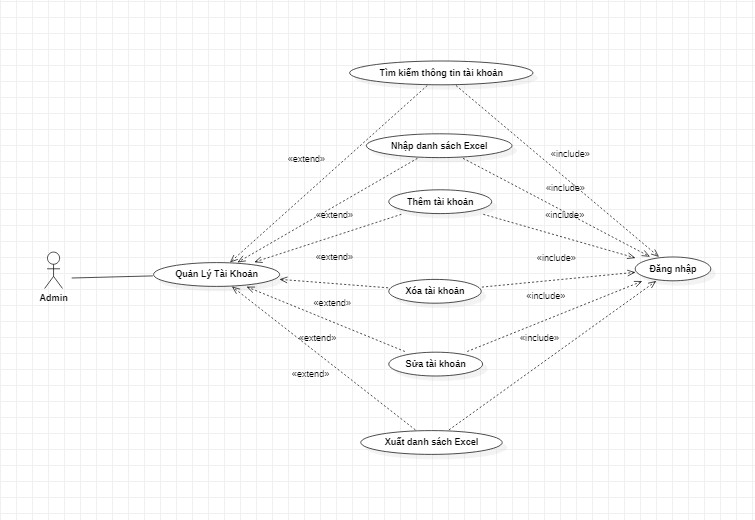 Tìm kiếm thông tin tài khoản
«extend»
«include»
Nhập danh sách Excel
«include»
Thêm tài khoản
«extend»
«include»
«extend»
«include»
Admin
Quản Lý Tài Khoản
Đăng nhập
Xóa tài khoản
«extend»
«include»
«extend»
«include»
Sửa tài khoản
«extend»
Xuất danh sách Excel